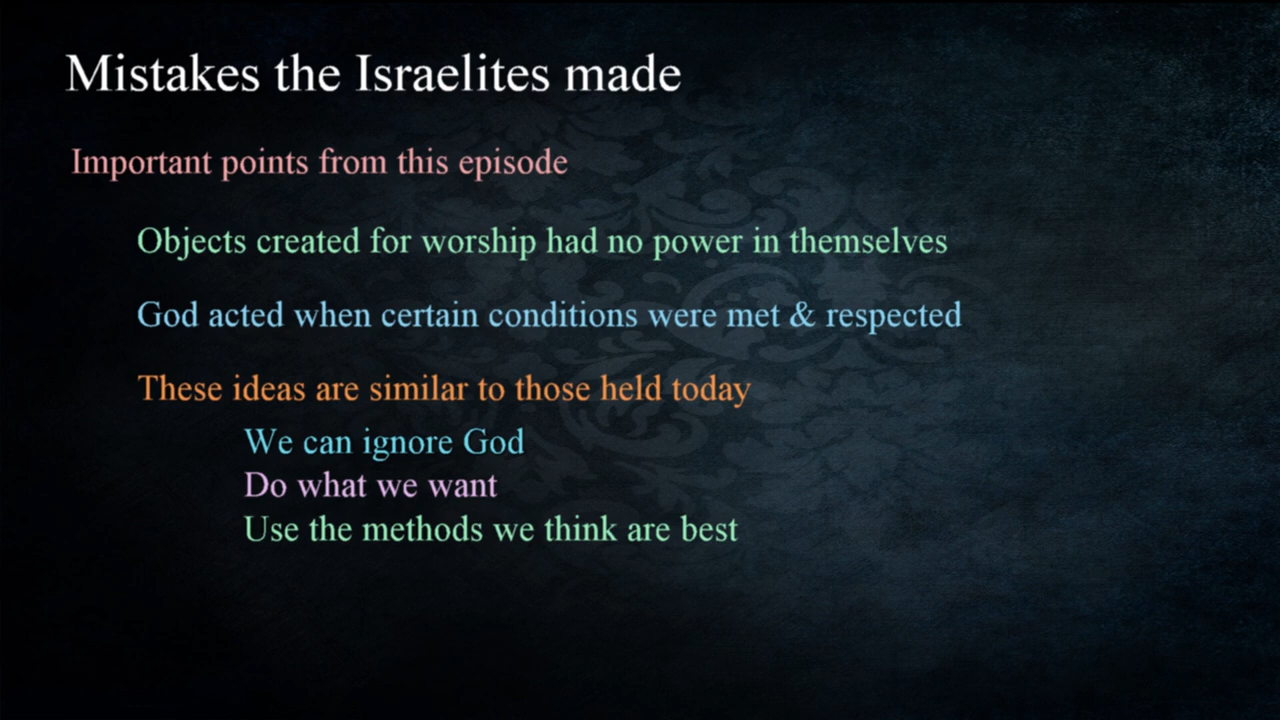 Mistakes the Israelites made
Important points from this episode
Objects created for worship had no power in themselves
God acted when certain conditions were met & respected
These ideas are similar to those held today
We can ignore God
Do what we want
Use the methods we think are best